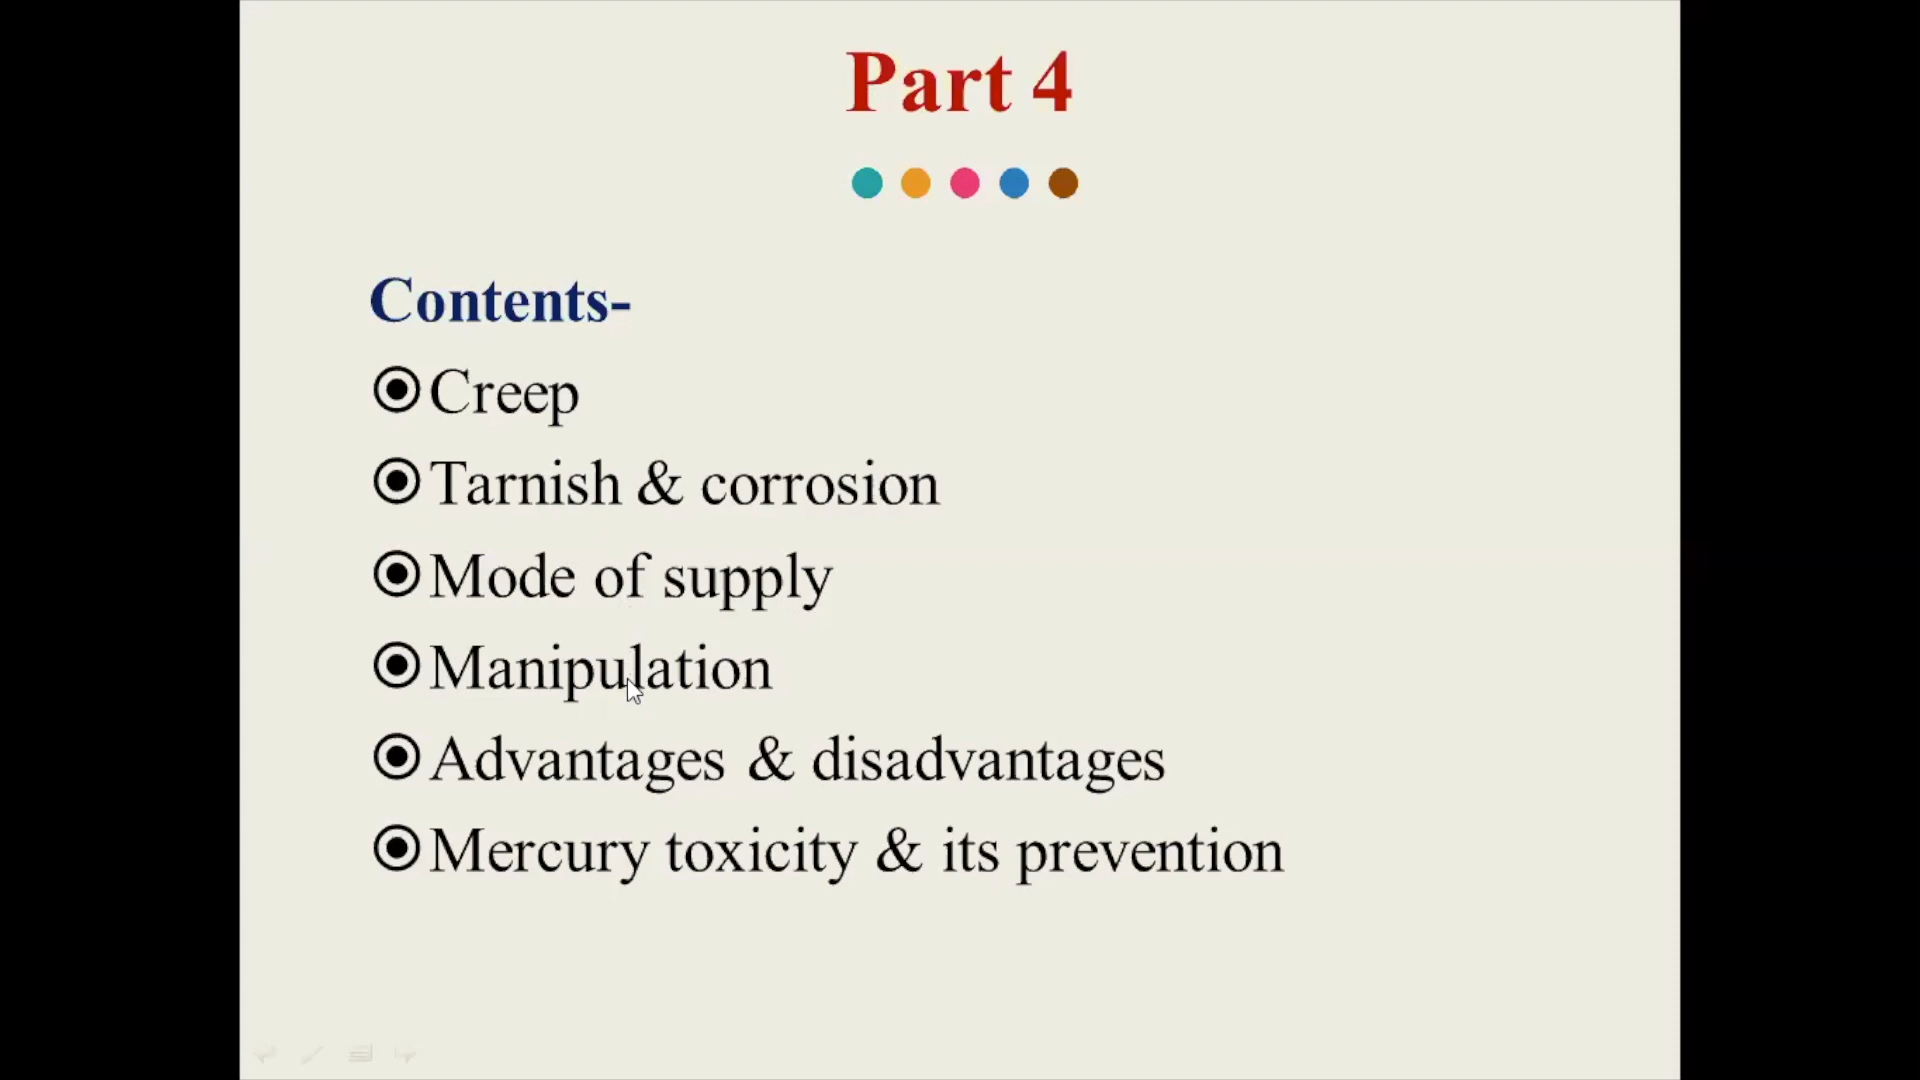 Part 4
Contents-
Creep
Tarnish & corrosion
Mode of supply
Manipulation
Advantages & disadvantages
Mercury toxicity & its prevention